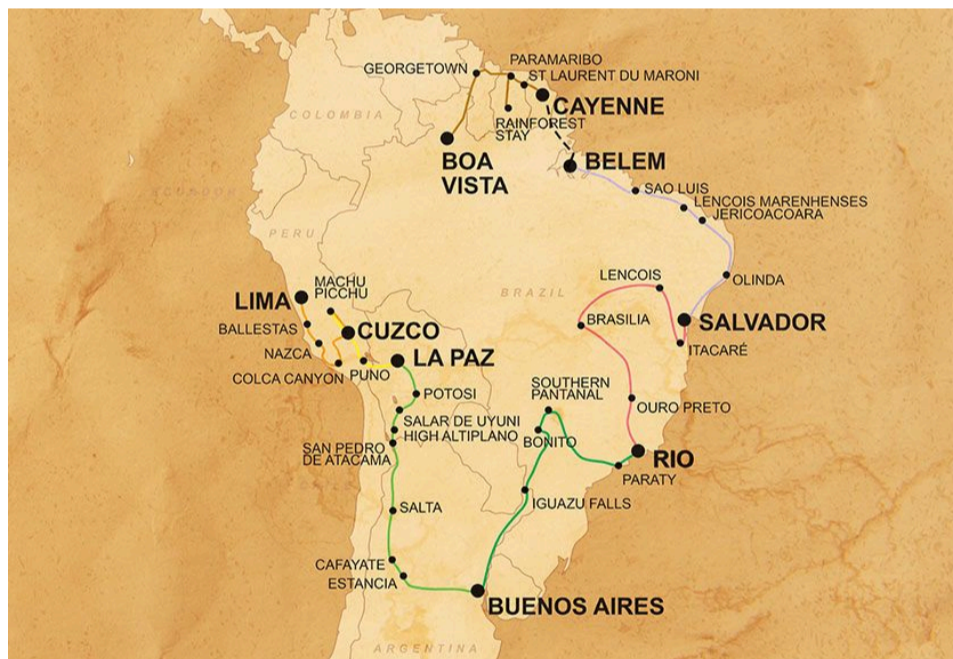 PARAMARIBO
GEORGETOWN
ST LAURENT DU MARONI
CAYENNE
COLOMBIA
RAINFOREST
STAY
BOA
VISTA
BELEM
ECUADOR
SAO LUIS
LENCOIS MARENHENSES
JERICOACOARA
PERU
LENCOIS
OLINDA
MACHU
PICCHU
LIMA
BRAZIL
BRASILIA
SALVADOR
BALLESTAS
CUZCO
ITACARÉ
NAZCA
LA PAZ
COLCA CANYON
PUNO
POTOSI
SOUTHERN
PANTANAL
OURO PRETO
SALAR DE UYUNI
HIGH ALTIPLANO
BONITO
SAN PEDRO
DE ATACAMA
RIO
PARATY
IGUAZU FALLS
SALTA
CAFAYATE
ESTANCIA
BUENOS AIRES
ARGENTINA